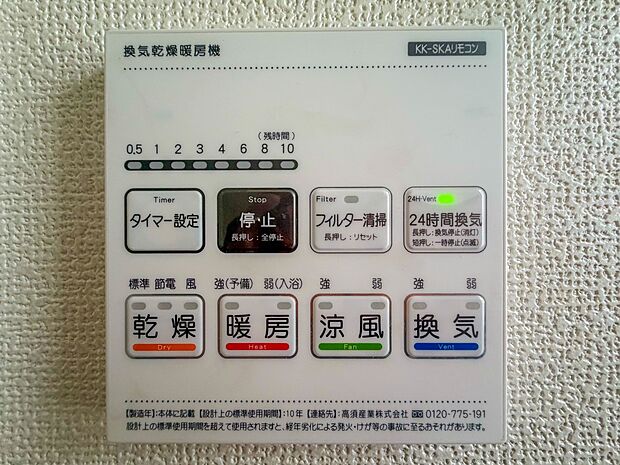 換気乾燥暖房機 KK-SKAリモコン
(残時間)
0.5 1 2 3 4 6 8 10
Timer Stop Filter 24H-Vent
タイマー設定 停止 フィルター清掃 24時間換気
長押し:全停止 長押し:リセット 長押し:換気停止(消灯)
短押し:一時停止(点滅)
標準 節電 風 強(予備) 弱(入浴) 強 弱 強 弱
乾燥 暖房 涼風 換気
Dry Heat Fan Vent
【製造年】:本体に記載【設計上の標準使用期間】:10年【連絡先】:高須産業株式会社 0120-775-191
設計上の標準使用期間を超えて使用されますと、経年劣化による発火・けが等の事故に至るおそれがあります。